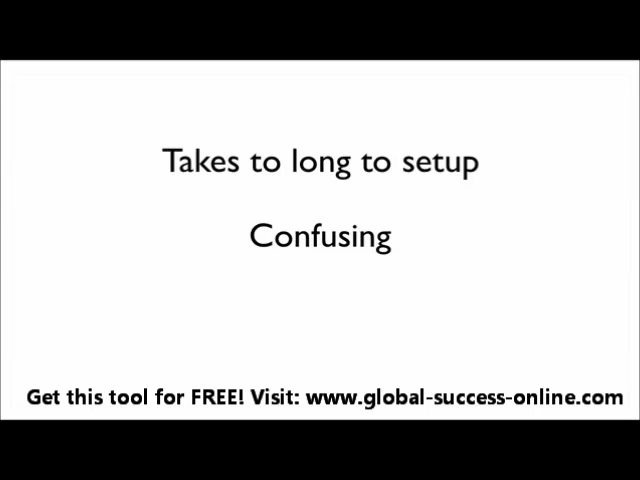 Takes to long to setup
Confusing
Get this tool for FREE! Visit: www.global-success-online.com